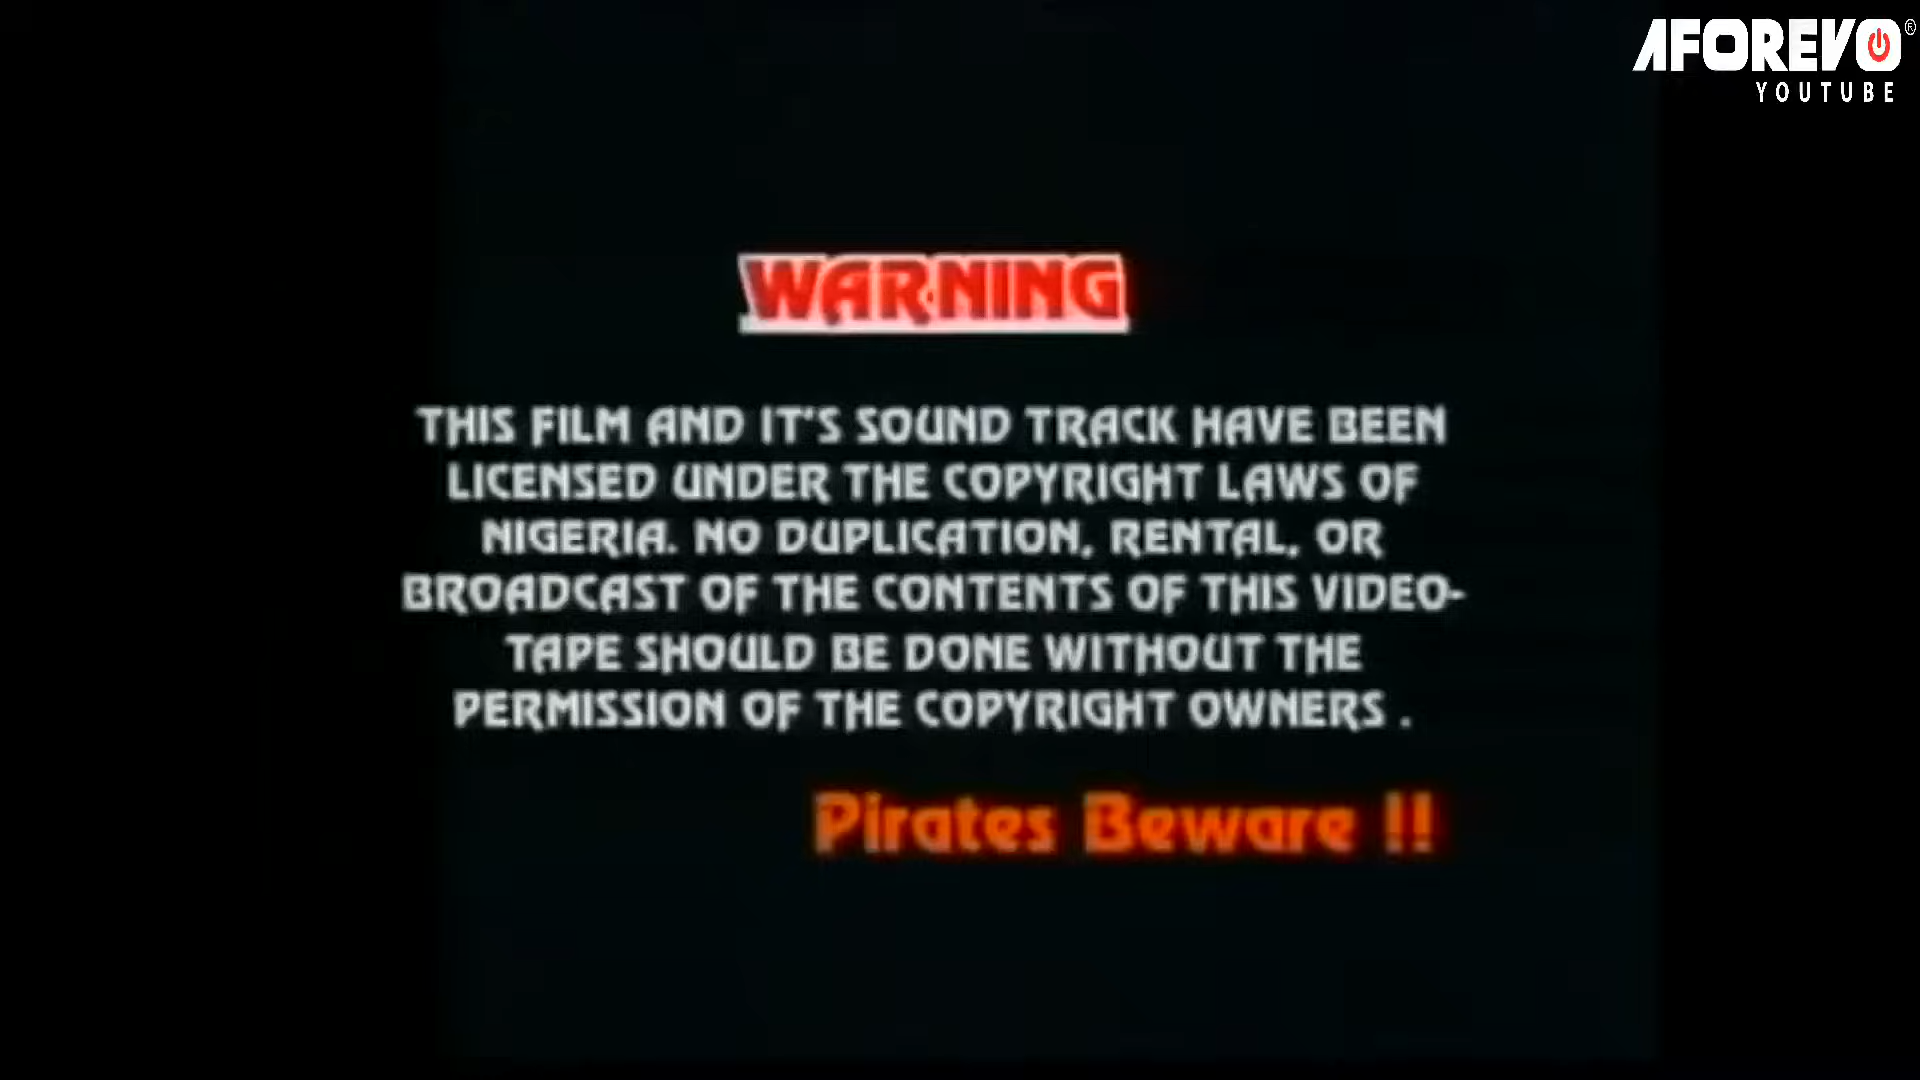 AFOREVO®
YOUTUBE
WARNING
THIS FILM AND IT'S SOUND TRACK HAVE BEEN
LICENSED UNDER THE COPYRIGHT LAWS OF
NIGERIA. NO DUPLICATION, RENTAL, OR
BROADCAST OF THE CONTENTS OF THIS VIDEO-
TAPE SHOULD BE DONE WITHOUT THE
PERMISSION OF THE COPYRIGHT OWNERS .
Pirates Beware !!